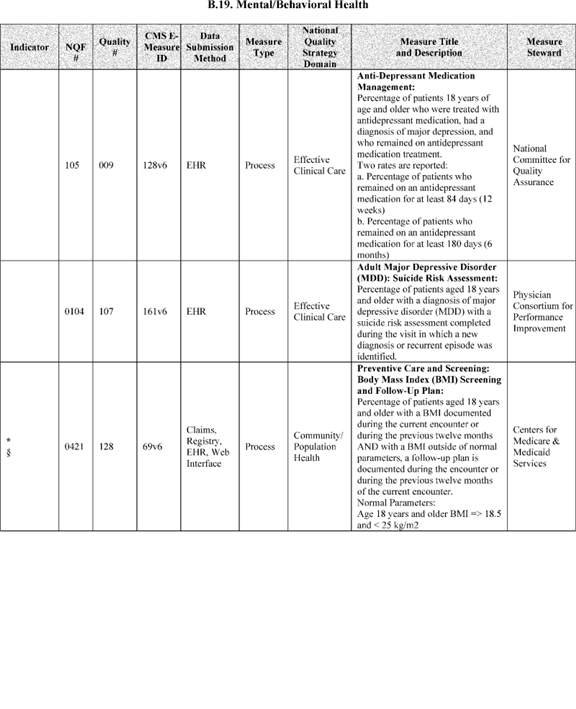 B.19. Mental/Behavioral Health
Indicator
NQF
#
Quality
#
CMS E-
Measure
ID
Data
Submission
Method
Measure
Type
National
Quality
Strategy
Domain
Measure Title
and Description
Measure
Steward
105
009
128v6
EHR
Process
Effective
Clinical Care
Anti-Depressant Medication
Management:
Percentage of patients 18 years of
age and older who were treated with
antidepressant medication, had a
diagnosis of major depression, and
who remained on antidepressant
medication treatment.
Two rates are reported:
a. Percentage of patients who
remained on an antidepressant
medication for at least 84 days (12
weeks)
b. Percentage of patients who
remained on an antidepressant
medication for at least 180 days (6
months)
National
Committee for
Quality
Assurance
0104
107
161v6
EHR
Process
Effective
Clinical Care
Adult Major Depressive Disorder
(MDD): Suicide Risk Assessment:
Percentage of patients aged 18 years
and older with a diagnosis of major
depressive disorder (MDD) with a
suicide risk assessment completed
during the visit in which a new
diagnosis or recurrent episode was
identified.
Physician
Consortium for
Performance
Improvement
*
§
0421
128
69v6
Claims,
Registry,
EHR, Web
Interface
Process
Community/
Population
Health
Preventive Care and Screening:
Body Mass Index (BMI) Screening
and Follow-Up Plan:
Percentage of patients aged 18 years
and older with a BMI documented
during the current encounter or
during the previous twelve months
AND with a BMI outside of normal
parameters, a follow-up plan is
documented during the encounter or
during the previous twelve months
of the current encounter.
Normal Parameters:
Age 18 years and older BMI => 18.5
and < 25 kg/m2
Centers for
Medicare &
Medicaid
Services